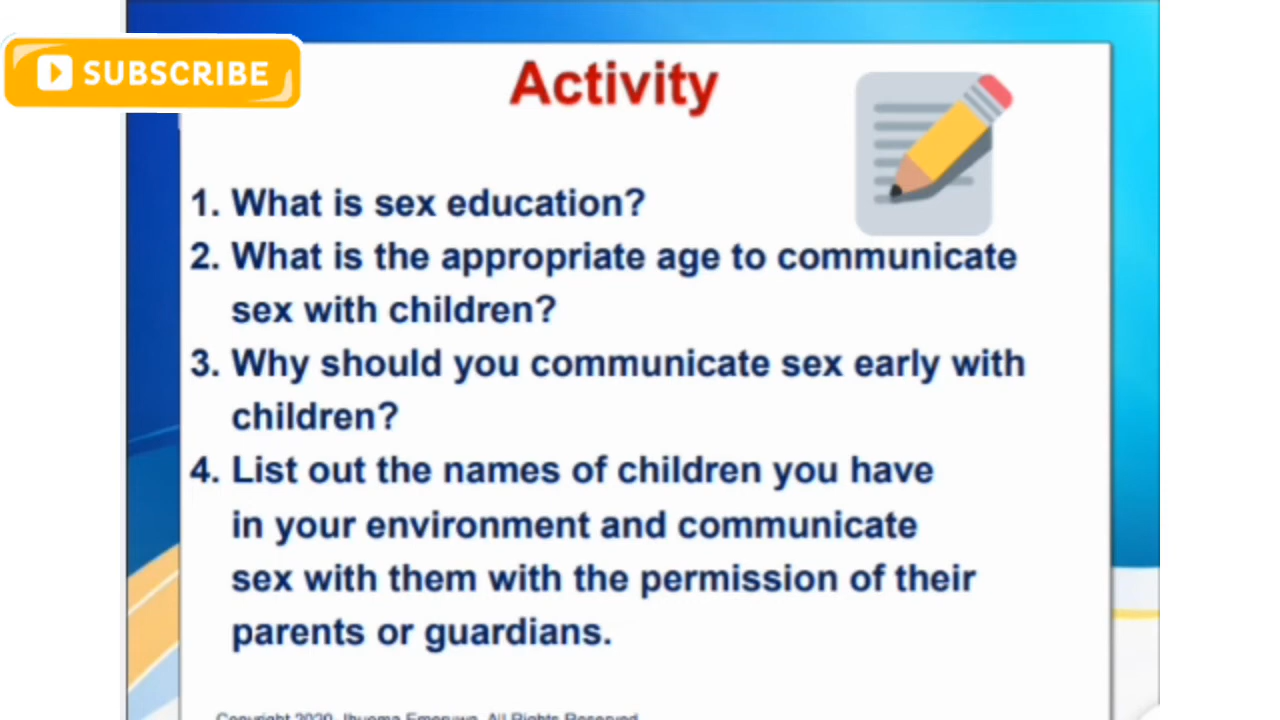 SUBSCRIBE
Activity
1. What is sex education?
2. What is the appropriate age to communicate
sex with children?
3. Why should you communicate sex early with
children?
4. List out the names of children you have
in your environment and communicate
sex with them with the permission of their
parents or guardians.
Copyright 2020. Ihuoma Emeruwa. All Rights Reserved